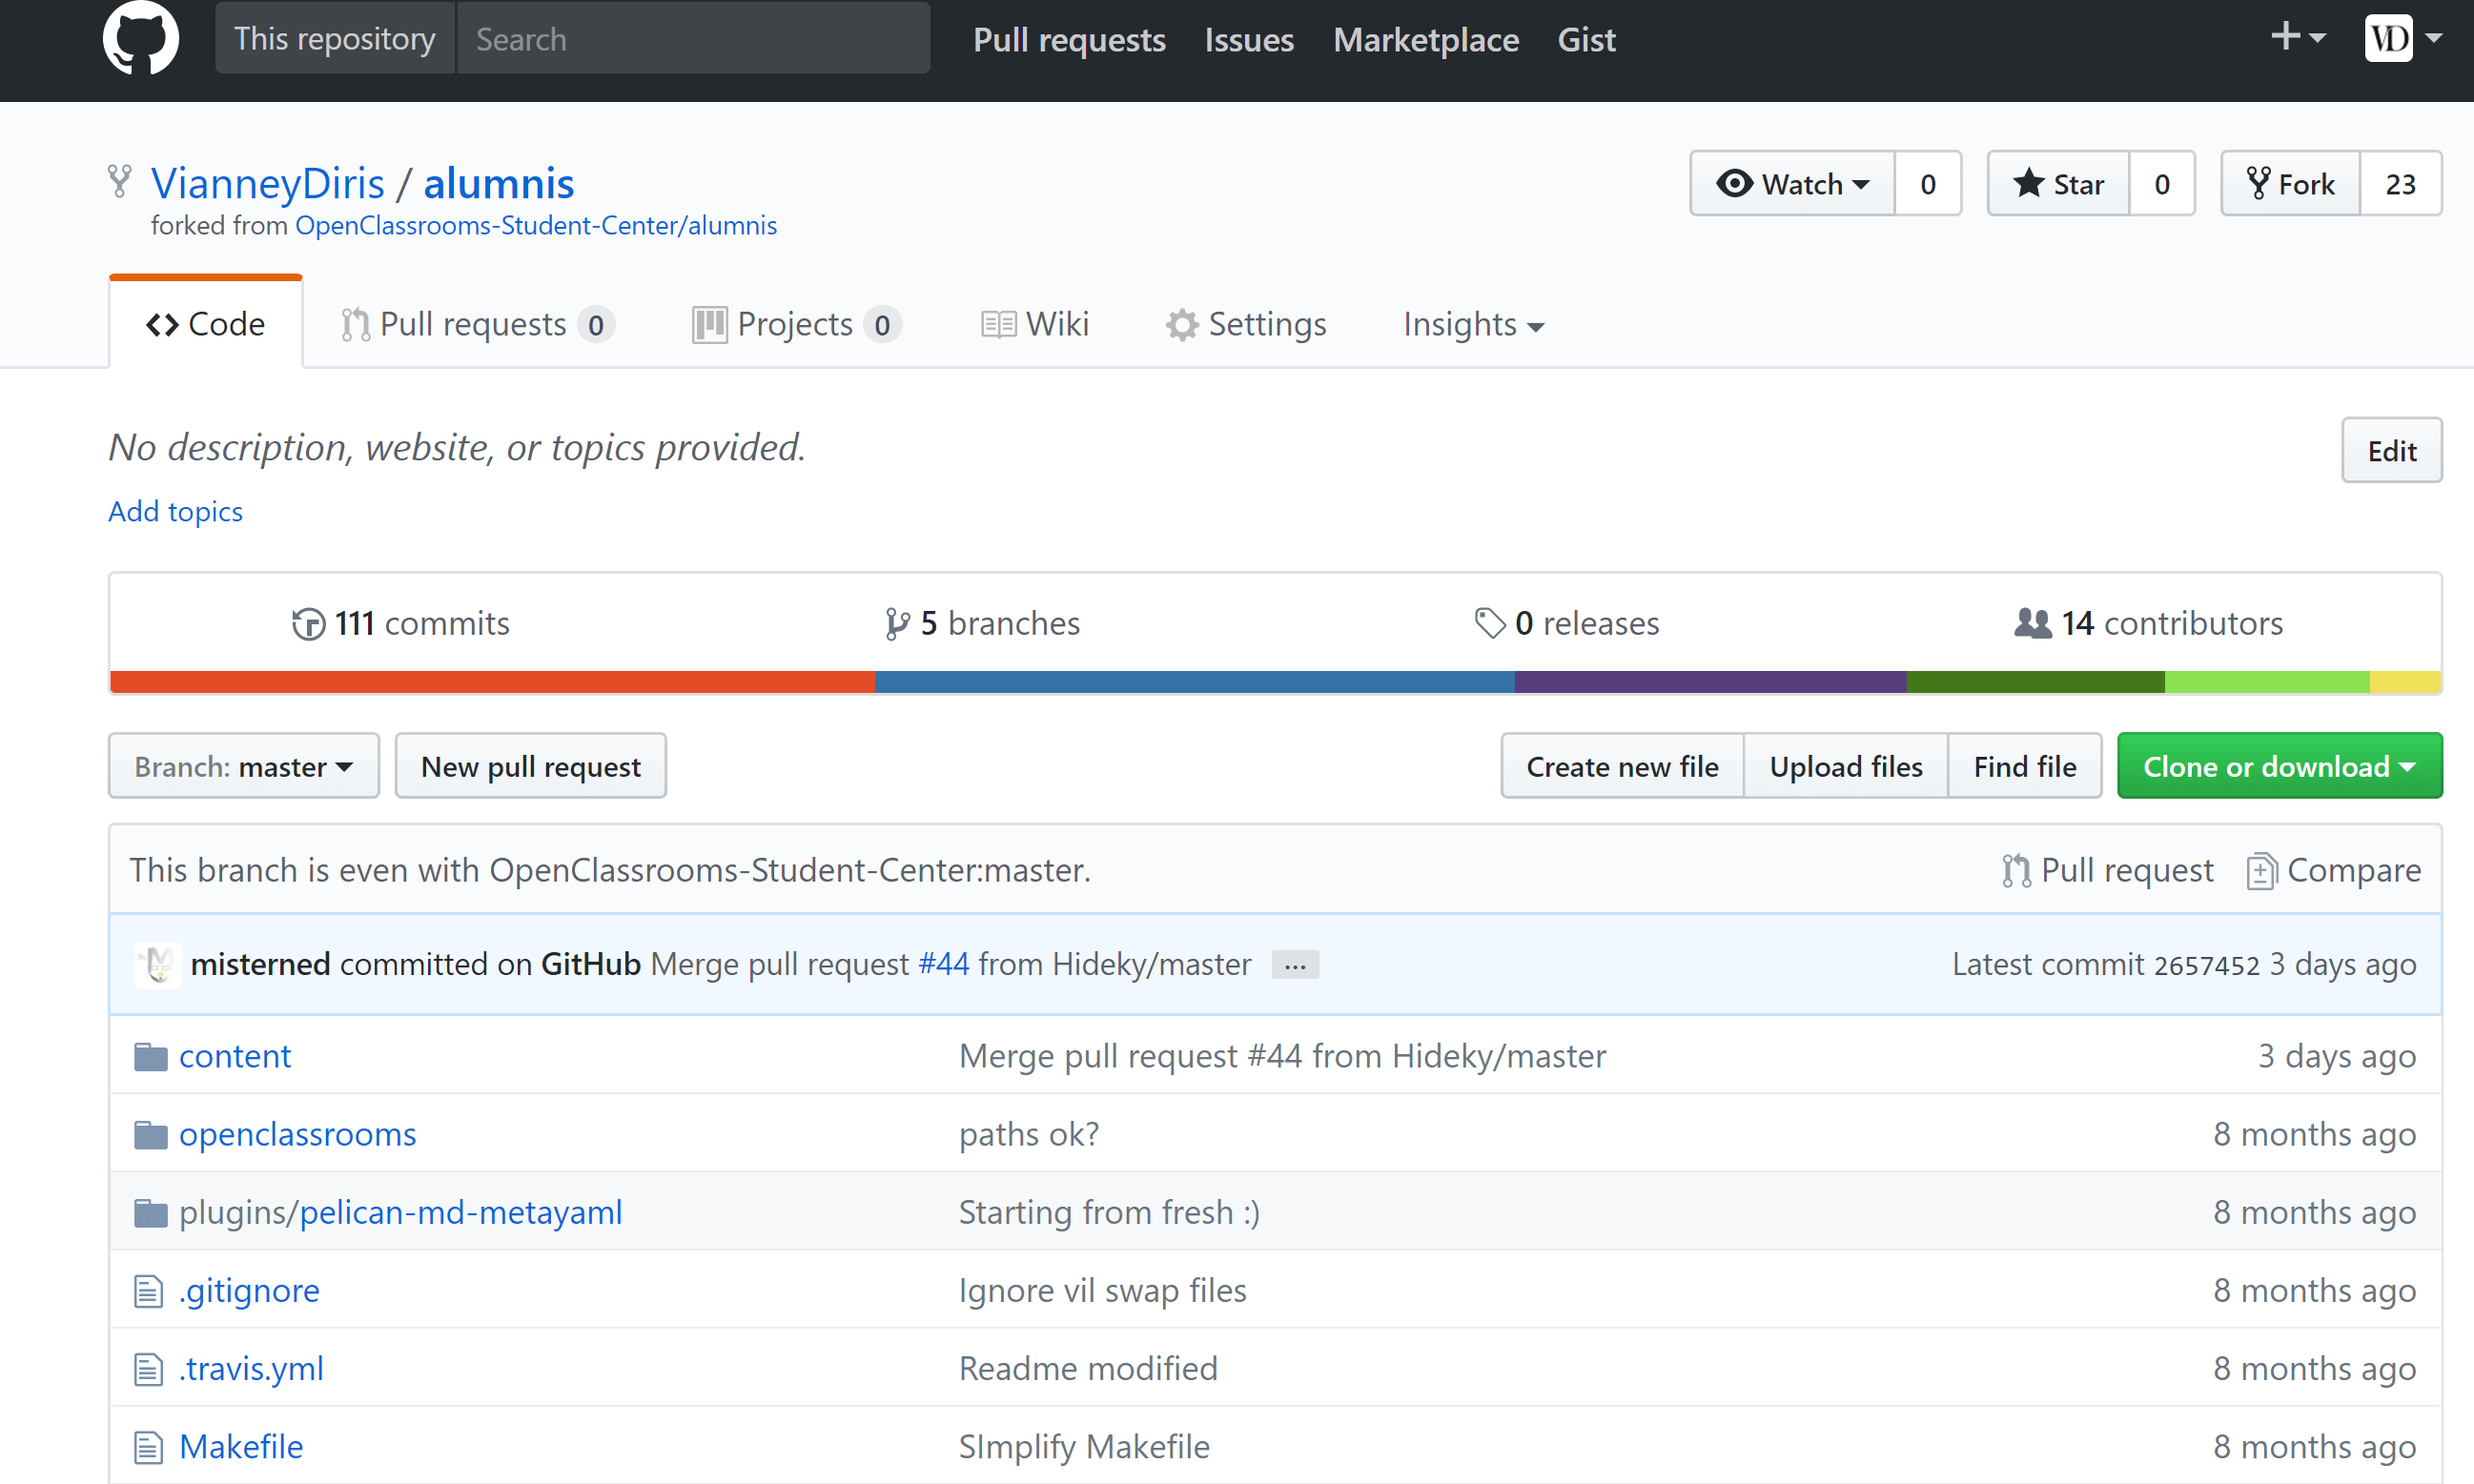 This repository Search Pull requests Issues Marketplace Gist VD
VianneyDiris / alumnis Watch 0 Star 0 Fork 23
forked from OpenClassrooms-Student-Center/alumnis
Code Pull requests 0 Projects 0 Wiki Settings Insights
No description, website, or topics provided. Edit
Add topics
111 commits 5 branches 0 releases 14 contributors
Branch: master New pull request Create new file Upload files Find file Clone or download
This branch is even with OpenClassrooms-Student-Center:master. Pull request Compare
misterned committed on GitHub Merge pull request #44 from Hideky/master ... Latest commit 2657452 3 days ago
content Merge pull request #44 from Hideky/master 3 days ago
openclassrooms paths ok? 8 months ago
plugins/pelican-md-metayaml Starting from fresh :) 8 months ago
.gitignore Ignore vil swap files 8 months ago
.travis.yml Readme modified 8 months ago
Makefile SImplify Makefile 8 months ago